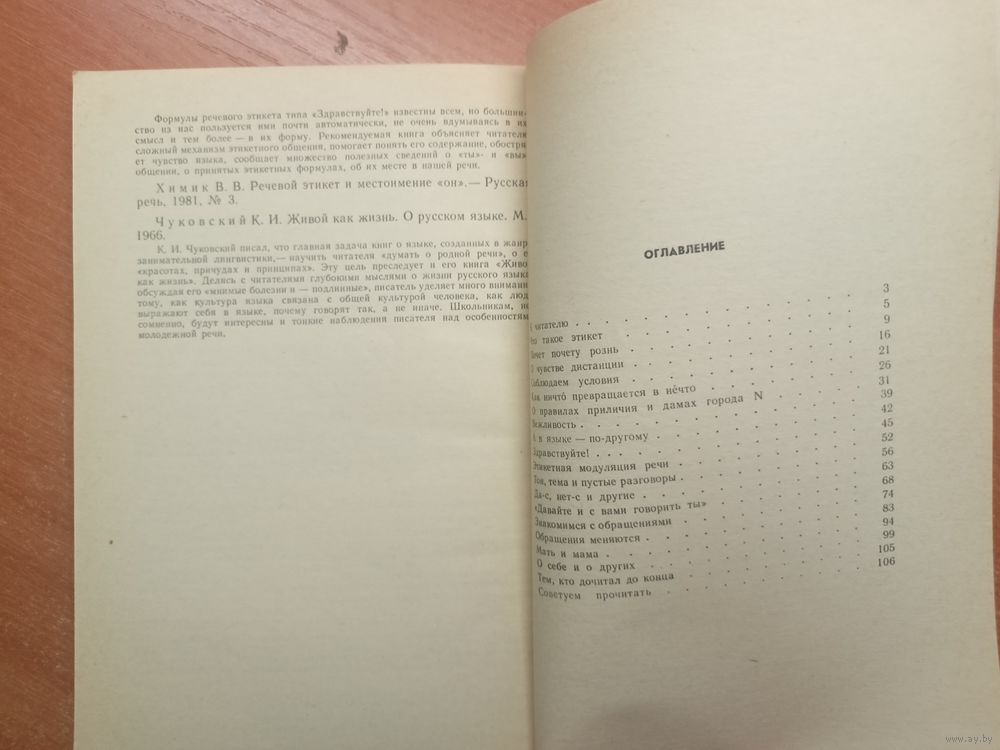 Формулы речевого этикета типа «Здравствуйте!» известны всем, но большин-
ство из нас пользуется ими почти автоматически, не очень вдумываясь в их
смысл и тем более — в их форму. Рекомендуемая книга объясняет читателю
сложный механизм этикетного общения, помогает понять его содержание, обостря
ет чувство языка, сообщает множество полезных сведений о «ты»- и «вы»
общении, о принятых этикетных формулах, об их месте в нашей речи.
Химик В. В. Речевой этикет и местоимение «он».— Русская
речь, 1981, № 3.
Чуковский К. И. Живой как жизнь. О русском языке. М.
1966.
К. И. Чуковский писал, что главная задача книг о языке, созданных в жанр
занимательной лингвистики,— научить читателя «думать о родной речи», о е
«красотах, причудах и принципах». Эту цель преследует и его книга «Живо
как жизнь». Делясь с читателями глубокими мыслями о жизни русского языка
обсуждая его «мнимые болезни и — подлинные», писатель уделяет много внимани
тому, как культура языка связана с общей культурой человека, как люд
выражают себя в языке, почему говорят так, а не иначе. Школьникам, не
сомненно, будут интересны и тонкие наблюдения писателя над особенностям
молодежной речи.
ОГЛАВЛЕНИЕ
К читателю . . . 3
Что такое этикет . . . 5
Почет почету рознь . . . 9
О чувстве дистанции . . . 16
Соблюдаем условия . . . 21
Как ничтó превращается в нéчто . . . 26
О правилах приличия и дамах города N . . . 31
Вежливость . . . 39
А в языке — по-другому . . . 42
Здравствуйте! . . . 45
Этикетная модуляция речи . . . 52
Тон, тема и пустые разговоры . . . 56
Да-с, нет-с и другие . . . 63
«Давайте и с вами говорить ты» . . . 68
Знакомимся с обращениями . . . 74
Обращения меняются . . . 83
Мать и мама . . . 94
О себе и о других . . . 99
Тем, кто дочитал до конца . . . 105
Советуем прочитать . . . 106
www.ay.by